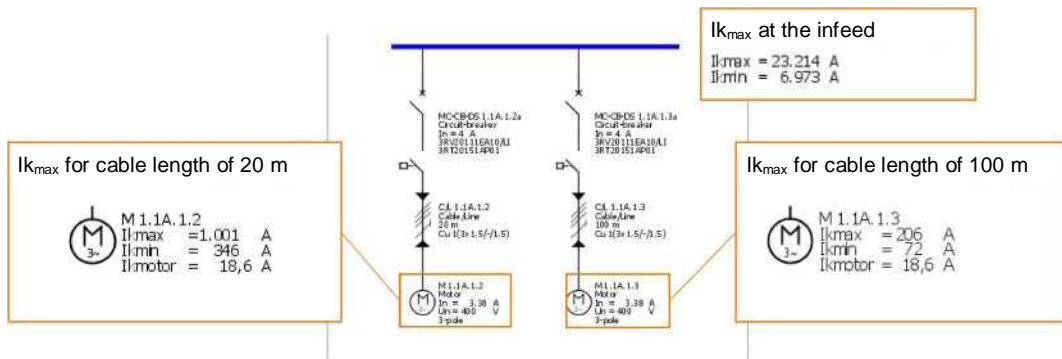 Ikmax at the infeed
Ikmax = 23.214 A
Ikmin = 6.973 A
MC-CB-DS 1.1A.1.2a
Circuit-breaker
In = 4 A
3RV20111EA10/LI
3RT20151AP01
MC-CB-DS 1.1A.1.3a
Circuit-breaker
In = 4 A
3RV20111EA10/LI
3RT20151AP01
Ikmax for cable length of 20 m
M 1.1A.1.2
Ikmax =1.001 A
Ikmin = 346 A
Ikmotor = 18,6 A
M
3~
C/L 1.1A.1.2
Cable/Line
20 m
Cu 1(3x1.5/-/1.5)
C/L 1.1A.1.3
Cable/Line
100 m
Cu 1(3x1.5/-/1.5)
Ikmax for cable length of 100 m
M 1.1A.1.3
Ikmax = 206 A
Ikmin = 72 A
Ikmotor = 18,6 A
M
3~
M 1.1A.1.2
Motor
In = 3.38 A
Un = 400 V
3-pole
M
M 1.1A.1.3
Motor
In = 3.38 A
Un = 400 V
3-pole
M